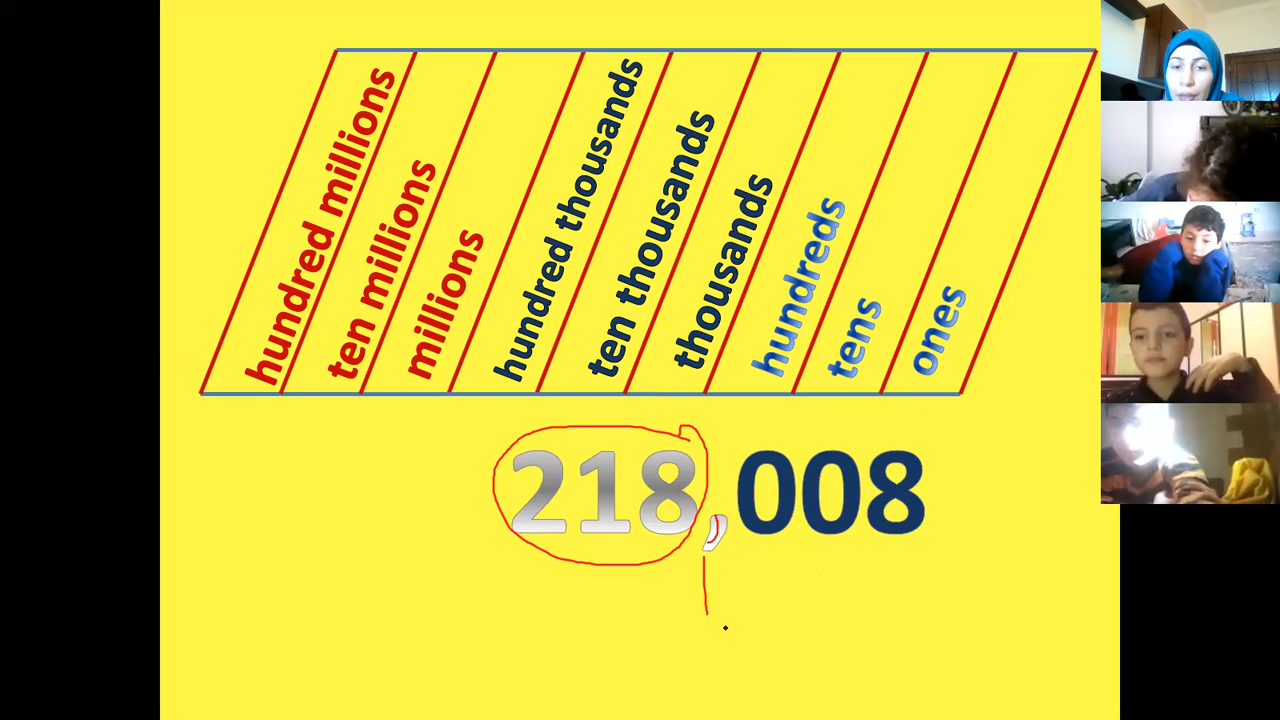 hundred millions
ten millions
millions
hundred thousands
ten thousands
thousands
hundreds
tens
ones
218,008